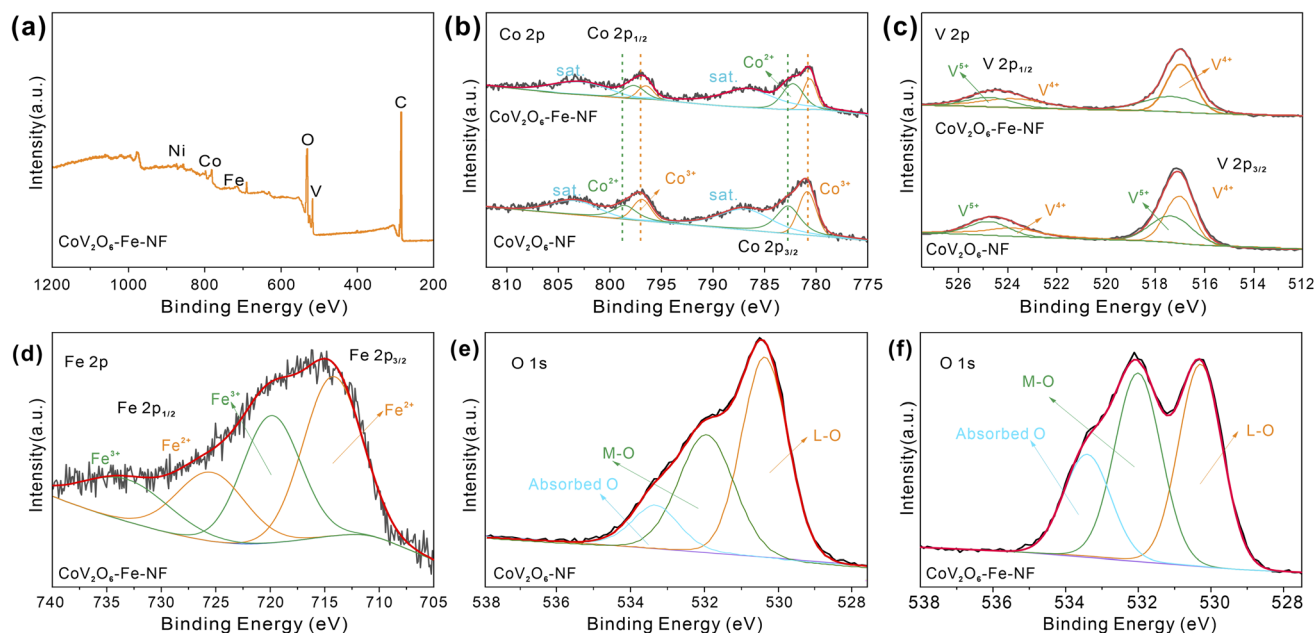 (a)
Ni
Co
Fe
O
V
C
CoV₂O₆-Fe-NF
Intensity(a.u.)
1200 1000 800 600 400 200
Binding Energy (eV)
(b)
Co 2p
Co 2p₁/₂
sat.
sat.
Co²⁺
CoV₂O₆-Fe-NF
sat.
Co²⁺
Co³⁺
sat.
Co³⁺
Co 2p₃/₂
CoV₂O₆-NF
Intensity(a.u.)
810 805 800 795 790 785 780 775
Binding Energy (eV)
(c)
V 2p
V⁵⁺
V 2p₁/₂
V⁴⁺
V⁴⁺
CoV₂O₆-Fe-NF
V 2p₃/₂
V⁵⁺
V⁴⁺
V⁵⁺
V⁴⁺
CoV₂O₆-NF
Intensity(a.u.)
526 524 522 520 518 516 514 512
Binding Energy (eV)
(d)
Fe 2p
Fe 2p₃/₂
Fe³⁺
Fe 2p₁/₂
Fe²⁺
Fe²⁺
Fe³⁺
CoV₂O₆-Fe-NF
Intensity(a.u.)
740 735 730 725 720 715 710 705
Binding Energy (eV)
(e)
O 1s
M-O
L-O
Absorbed O
CoV₂O₆-NF
Intensity(a.u.)
538 536 534 532 530 528
Binding Energy (eV)
(f)
O 1s
M-O
Absorbed O
L-O
CoV₂O₆-Fe-NF
Intensity(a.u.)
538 536 534 532 530 528
Binding Energy (eV)